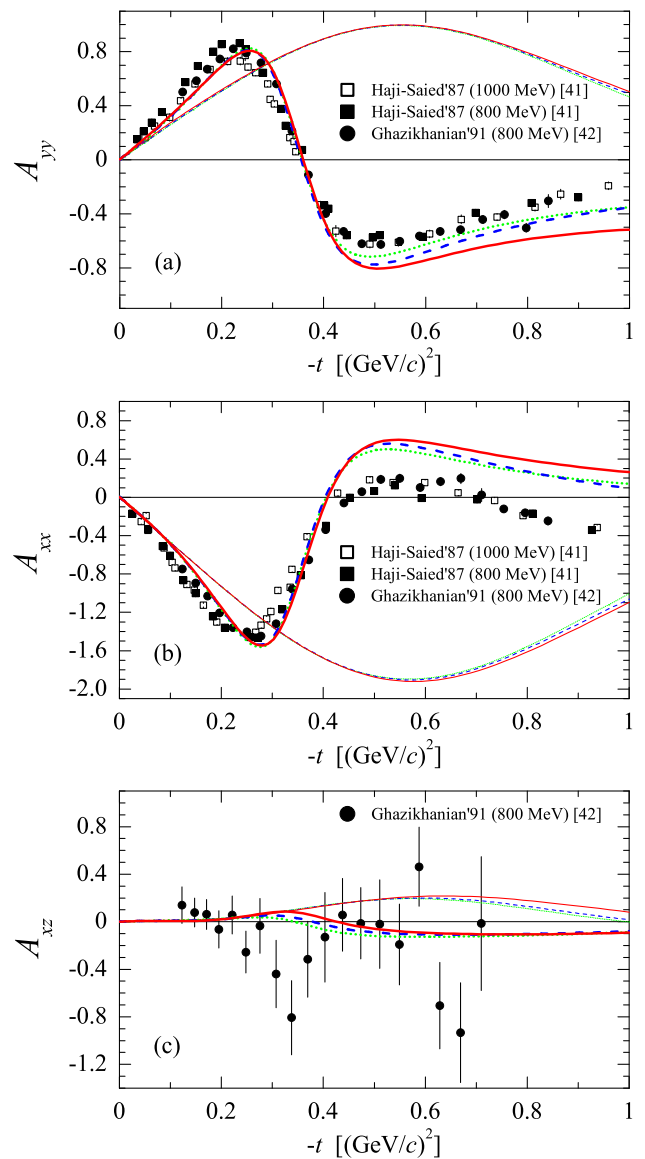 0.8
0.4
0
-0.4
-0.8
A_yy
Haji-Saied'87 (1000 MeV) [41]
Haji-Saied'87 (800 MeV) [41]
Ghazikhanian'91 (800 MeV) [42]
(a)
0 0.2 0.4 0.6 0.8 1
-t [(GeV/c)²]
0.8
0.4
0
-0.4
-0.8
-1.2
-1.6
-2.0
A_xx
Haji-Saied'87 (1000 MeV) [41]
Haji-Saied'87 (800 MeV) [41]
Ghazikhanian'91 (800 MeV) [42]
(b)
0 0.2 0.4 0.6 0.8 1
-t [(GeV/c)²]
Ghazikhanian'91 (800 MeV) [42]
0.8
0.4
0
-0.4
-0.8
-1.2
A_xz
(c)
0 0.2 0.4 0.6 0.8 1
-t [(GeV/c)²]